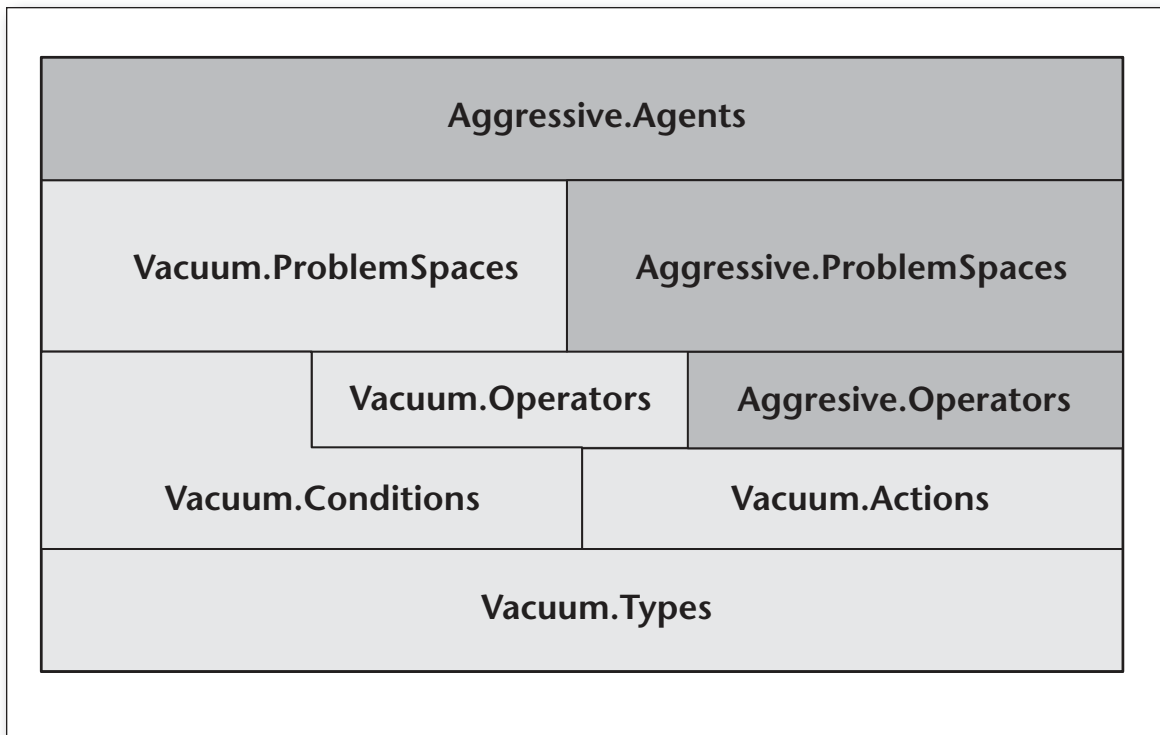 Aggressive.Agents
Vacuum.ProblemSpaces
Aggressive.ProblemSpaces
Vacuum.Operators
Aggresive.Operators
Vacuum.Conditions
Vacuum.Actions
Vacuum.Types